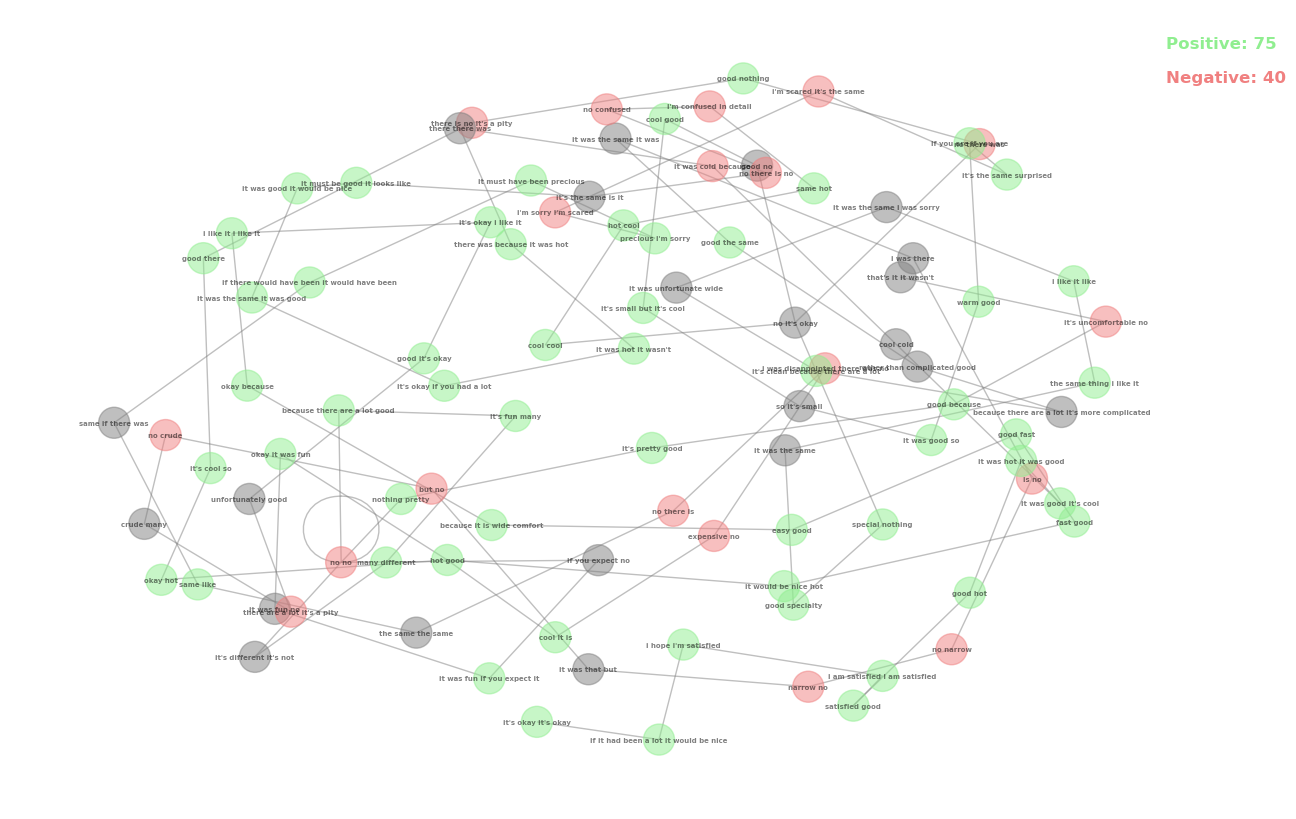 Positive: 75
Negative: 40
good nothing
I'm scared it's the same
no confused
I'm confused in detail
cool good
there is no it's a pity
there there was
It was the same it was
If you are if you are
It was cold because
good no
no there is no
it's the same surprised
It was good it would be nice
It must be good it looks like
It must have been precious
It's the same is it
same hot
It was the same I was sorry
I'm sorry I'm scared
It's okay I like it
hot cool
I like it I like it
precious I'm sorry
there was because it was hot
good the same
good there
I was there
that's it it wasn't
If there would have been it would have been
I like it like
It was unfortunate wide
It was the same it was good
warm good
It's small but it's cool
no it's okay
It's uncomfortable no
cool cool
cool cold
It was hot it wasn't
good it's okay
I was disappointed there was no
rather than complicated good
It's clean because there are a lot
okay because
It's okay if you had a lot
the same thing I like it
good because
so it's small
because there are a lot good
because there are a lot it's more complicated
It's fun many
same if there was
no crude
good fast
It was good so
It's pretty good
It was the same
okay it was fun
It was hot it was good
It's cool so
is no
but no
unfortunately good
nothing pretty
It was good it's cool
no there is
crude many
because it is wide comfort
special nothing
fast good
easy good
expensive no
hot good
if you expect no
no no
many different
okay hot
same like
It would be nice hot
good hot
good specialty
It was fun no
there are a lot it's a pity
the same the same
cool it is
I hope I'm satisfied
no narrow
It's different it's not
It was that but
It was fun if you expect it
I am satisfied I am satisfied
narrow no
satisfied good
It's okay it's okay
If it had been a lot it would be nice